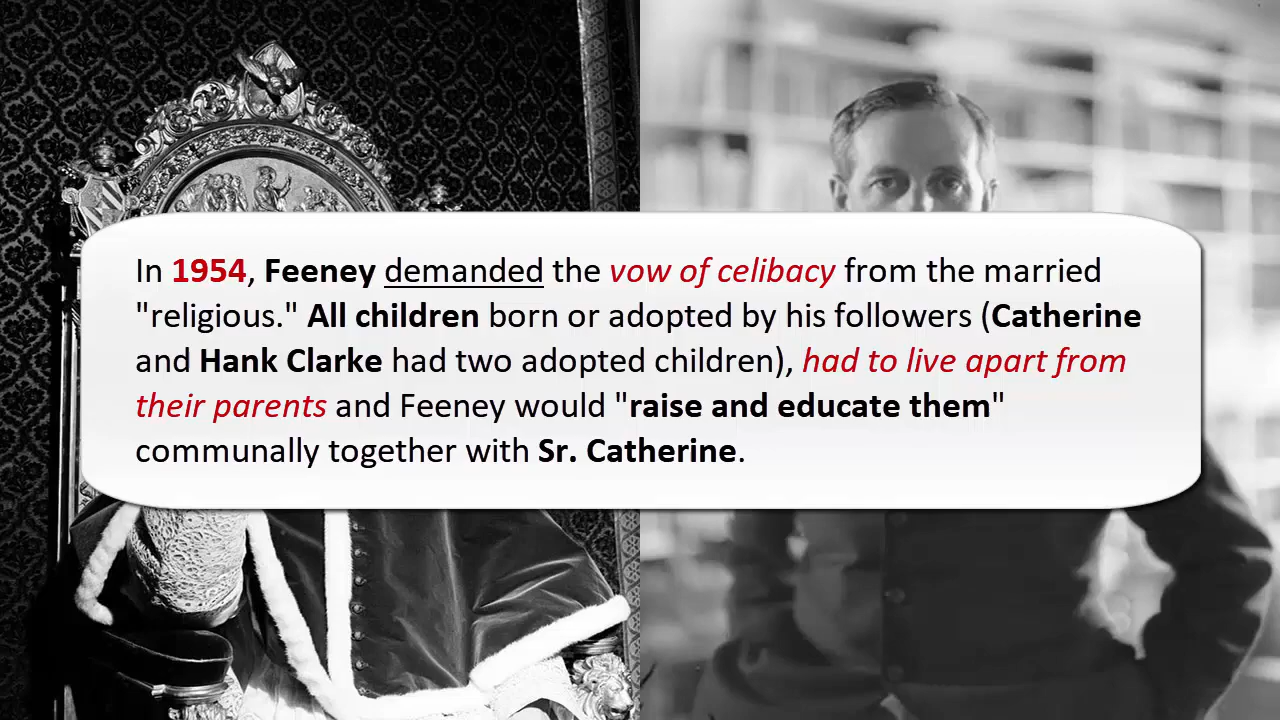 In 1954, Feeney demanded the vow of celibacy from the married
"religious." All children born or adopted by his followers (Catherine
and Hank Clarke had two adopted children), had to live apart from
their parents and Feeney would "raise and educate them"
communally together with Sr. Catherine.